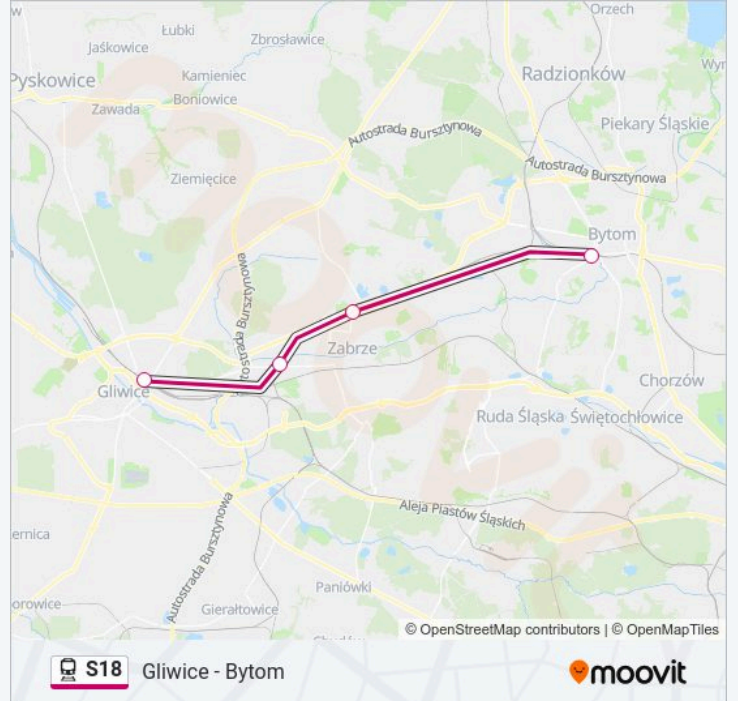 Orzech
w
Łubki
Zbrosławice
Jaśkowice
Wyr
Pyskowice
Kamieniec
Radzionków
Boniowice
Zawada
Piekary Śląskie
Autostrada Bursztynowa
Autostrada Bursztynowa
Ziemięcice
Bytom
Autostrada Bursztynowa
Zabrze
Chorzów
Gliwice
Ruda Śląska
Świętochłowice
Aleja Piastów Śląskich
Autostrada Bursztynowa
ernica
Paniówki
orowice
Gierałtowice
© OpenStreetMap contributors | © OpenMapTiles
S18 Gliwice - Bytom
moovit